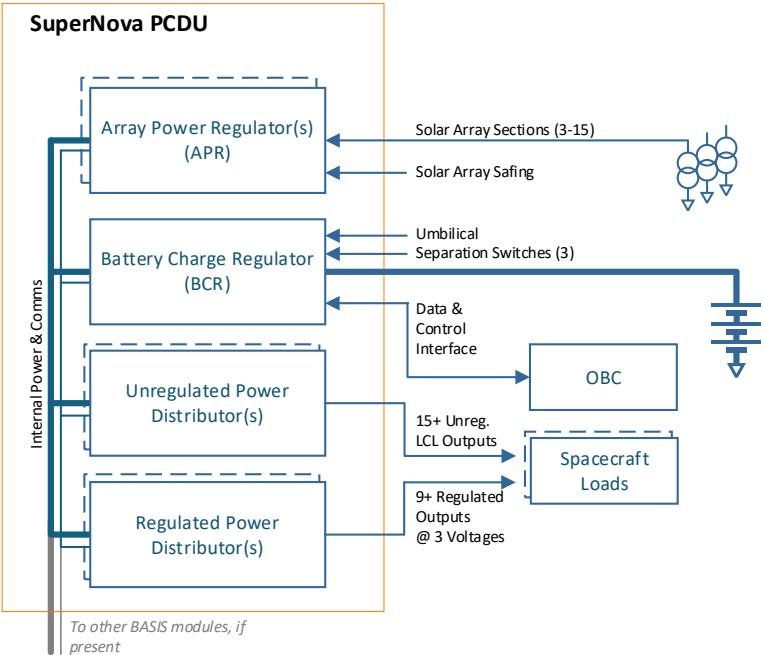 SuperNova PCDU
Array Power Regulator(s)
(APR)
Solar Array Sections (3-15)
Solar Array Safing
Battery Charge Regulator
(BCR)
Umbilical
Separation Switches (3)
Data &
Control
Interface
OBC
Internal Power & Comms
Unregulated Power
Distributor(s)
15+ Unreg.
LCL Outputs
Spacecraft
Loads
Regulated Power
Distributor(s)
9+ Regulated
Outputs
@ 3 Voltages
To other BASIS modules, if
present